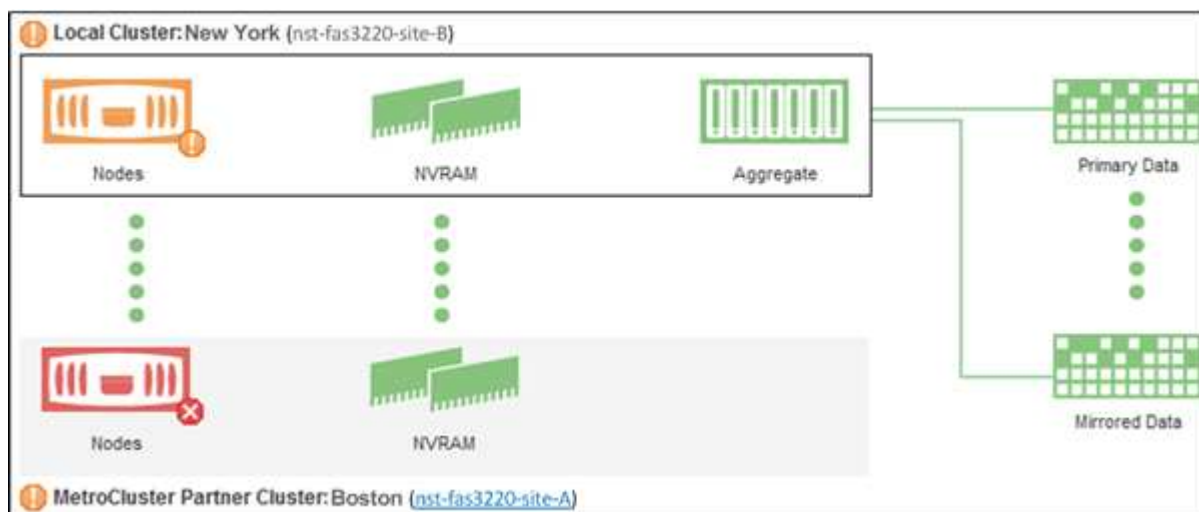 Local Cluster: New York (nst-fas3220-site-B)
Nodes
NVRAM
Aggregate
Primary Data
Nodes
NVRAM
Mirrored Data
MetroCluster Partner Cluster: Boston (nst-fas3220-site-A)